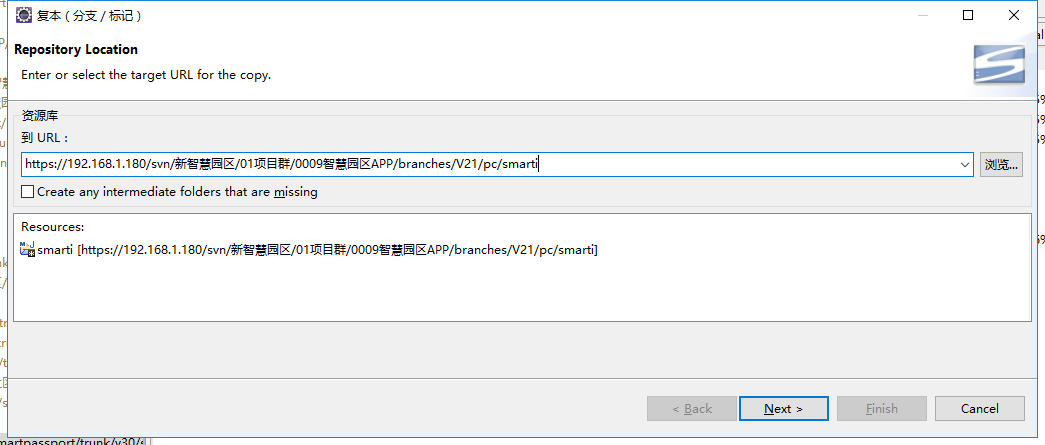 复本（分支 / 标记）
Repository Location
Enter or select the target URL for the copy.
资源库
到 URL：
https://192.168.1.180/svn/新智慧园区/01项目群/0009智慧园区APP/branches/V21/pc/smarti
浏览...
Create any intermediate folders that are missing
Resources:
smarti [https://192.168.1.180/svn/新智慧园区/01项目群/0009智慧园区APP/branches/V21/pc/smarti]
< Back
Next >
Finish
Cancel
martpassport/trunk/v30/s